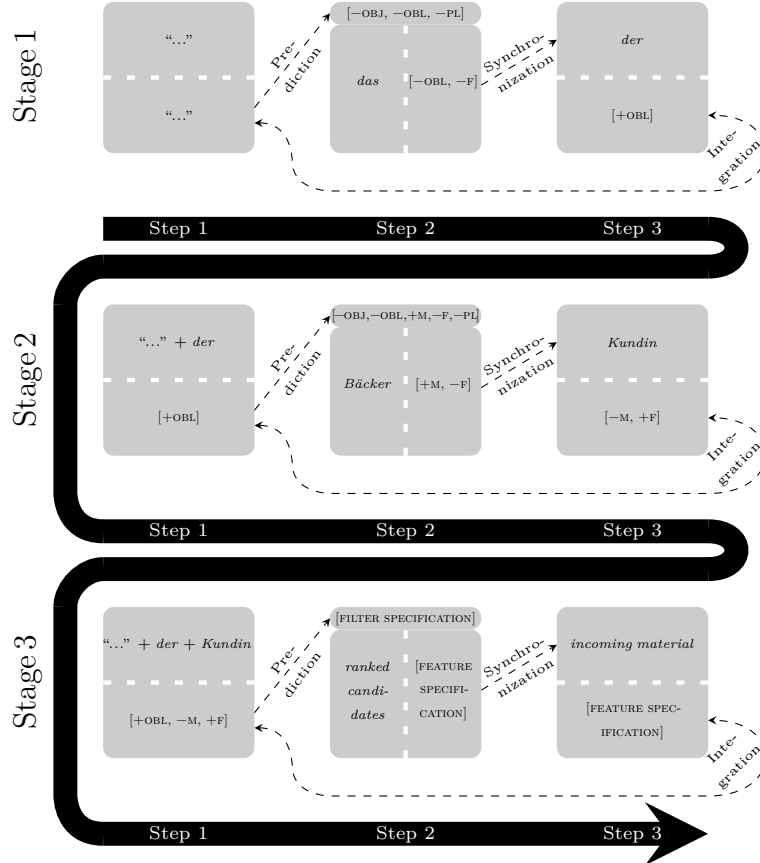 Stage 1
“...”
“...”
Pre-
diction
[−OBJ, −OBL, −PL]
das
[−OBL, −F]
Synchro-
nization
der
[+OBL]
Inte-
gration
Step 1
Step 2
Step 3
Stage 2
“...” + der
[+OBL]
Pre-
diction
[−OBJ,−OBL,+M,−F,−PL]
Bäcker
[+M, −F]
Synchro-
nization
Kundin
[−M, +F]
Inte-
gration
Step 1
Step 2
Step 3
Stage 3
“...” + der + Kundin
[+OBL, −M, +F]
Pre-
diction
[FILTER SPECIFICATION]
ranked
candi-
dates
[FEATURE
SPECIFI-
CATION]
Synchro-
nization
incoming material
[FEATURE SPEC-
IFICATION]
Inte-
gration
Step 1
Step 2
Step 3